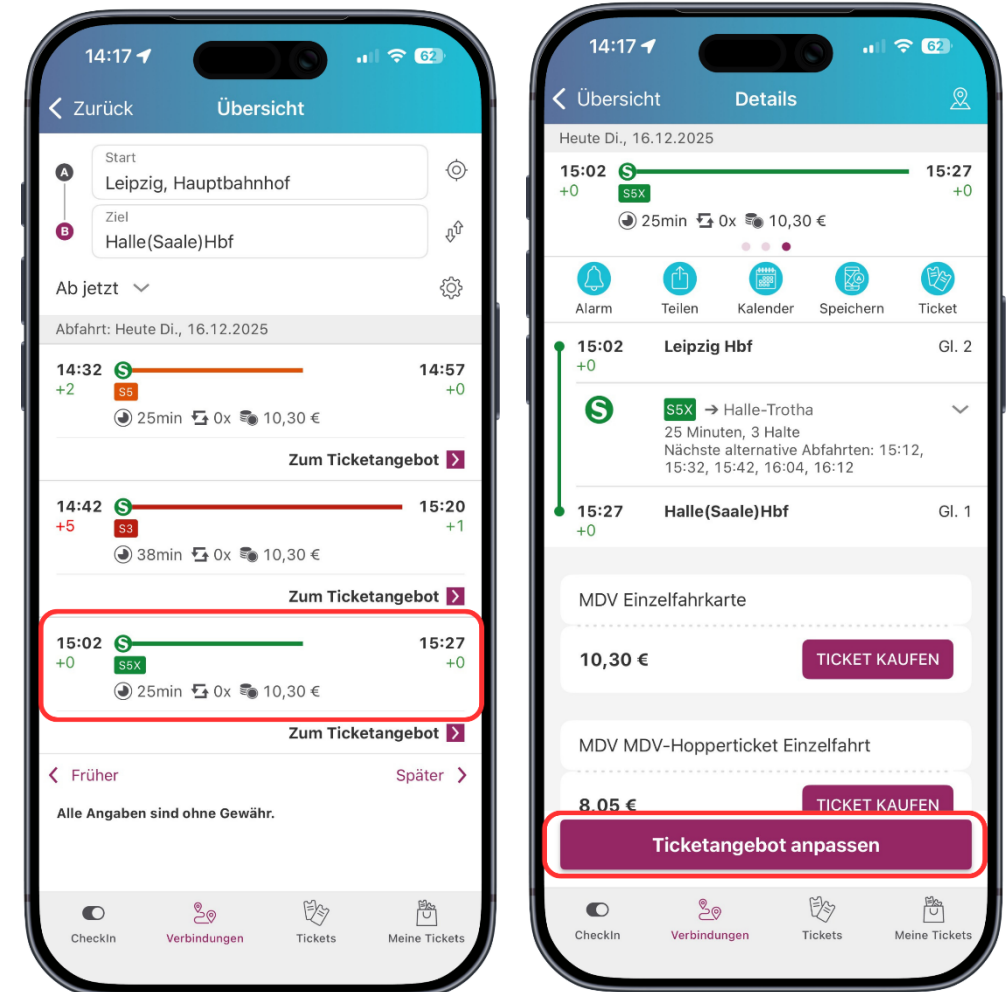 14:17
62
Zurück
Übersicht
A
Start
Leipzig, Hauptbahnhof
B
Ziel
Halle(Saale)Hbf
Ab jetzt
Abfahrt: Heute Di., 16.12.2025
14:32 S 14:57
+2 S5 +0
25min 0x 10,30 €
Zum Ticketangebot
14:42 S 15:20
+5 S3 +1
38min 0x 10,30 €
Zum Ticketangebot
15:02 S 15:27
+0 S5X +0
25min 0x 10,30 €
Zum Ticketangebot
Früher Später
Alle Angaben sind ohne Gewähr.
CheckIn Verbindungen Tickets Meine Tickets
14:17
62
Übersicht
Details
Heute Di., 16.12.2025
15:02 S 15:27
+0 S5X +0
25min 0x 10,30 €
Alarm Teilen Kalender Speichern Ticket
15:02 Leipzig Hbf Gl. 2
+0
S S5X → Halle-Trotha
25 Minuten, 3 Halte
Nächste alternative Abfahrten: 15:12,
15:32, 15:42, 16:04, 16:12
15:27 Halle(Saale)Hbf Gl. 1
+0
MDV Einzelfahrkarte
10,30 € TICKET KAUFEN
MDV MDV-Hopperticket Einzelfahrt
8,05 € TICKET KAUFEN
Ticketangebot anpassen
CheckIn Verbindungen Tickets Meine Tickets